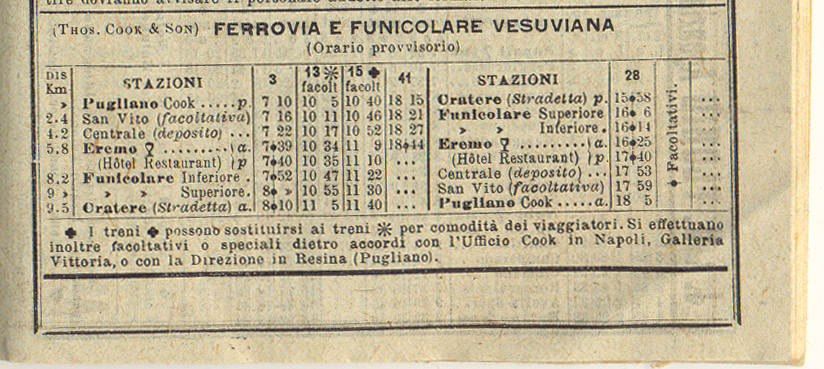 (THOS. COOK & SON) FERROVIA E FUNICOLARE VESUVIANA
(Orario provvisorio)
DIS Km STAZIONI 3 13 ※ facolt 15 ♣ facolt 41 STAZIONI 28
» Pugliano Cook ..... p. 7 10 10 5 10 40 18 15 Cratere (Stradetta) p. 15♦58 ...
2.4 San Vito (facoltativa) 7 16 10 11 10 46 18 21 Funicolare Superiore 16♦ 6 ...
4.2 Centrale (deposito) ... 7 22 10 17 10 52 18 27 » » Inferiore. 16♦14 ...
5.8 Eremo ......... a. 7♦39 10 34 11 9 18♦44 Eremo ......... a. 16♦25 ...
(Hôtel Restaurant) p 7♦40 10 35 11 10 ... (Hôtel Restaurant) p. 17♦40 ...
8.2 Funicolare Inferiore. 7♦52 10 47 11 22 ... Centrale (deposito) ... 17 53 ...
9 » » » Superiore. 8♦ » 10 55 11 30 ... San Vito (facoltativa) 17 59 ...
9.5 Cratere (Stradetta) a. 8♦10 11 5 11 40 ... Pugliano Cook ..... a. 18 5 ...
♦ Facoltativi.
♣ I treni ♣ possono sostituirsi ai treni ※ per comodità dei viaggiatori. Si effettuano
inoltre facoltativi o speciali dietro accordi con l'Ufficio Cook in Napoli, Galleria
Vittoria, o con la Direzione in Resina (Pugliano).